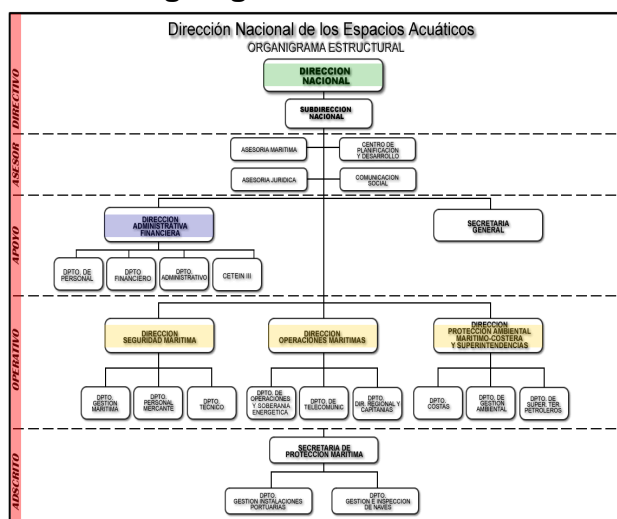 Dirección Nacional de los Espacios Acuáticos
ORGANIGRAMA ESTRUCTURAL
DIRECTIVO
DIRECCION
NACIONAL
SUBDIRECCION
NACIONAL
ASESOR
ASESORIA MARITIMA
CENTRO DE
PLANIFICACION
Y DESARROLLO
ASESORIA JURIDICA
COMUNICACION
SOCIAL
APOYO
DIRECCION
ADMINISTRATIVA
FINANCIERA
SECRETARIA
GENERAL
DPTO. DE
PERSONAL
DPTO.
FINANCIERO
DPTO.
ADMINISTRATIVO
CETEIN III
OPERATIVO
DIRECCION
SEGURIDAD MARITIMA
DIRECCION
OPERACIONES MARITIMAS
DIRECCION
PROTECCION AMBIENTAL
MARITIMO-COSTERA
Y SUPERINTENDENCIAS
DPTO.
GESTION
MARITIMA
DPTO.
PERSONAL
MERCANTE
DPTO.
TECNICO
DPTO. DE
OPERACIONES
Y SOBERANIA
ENERGETICA
DPTO. DE
TELECOMUNIC
DPTO.
DIR. REGIONAL Y
CAPITANIAS
DPTO.
COSTAS
DPTO. DE
GESTION
AMBIENTAL
DPTO. DE
SUPER. TER.
PETROLEROS
ADSCRITO
SECRETARIA DE
PROTECCION MARITIMA
DPTO.
GESTION INSTALACIONES
PORTUARIAS
DPTO.
GESTION E INSPECCION
DE NAVES